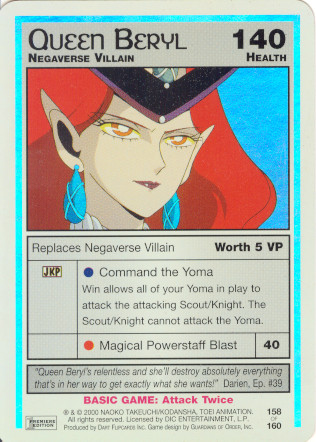 QUEEN BERYL 140
NEGAVERSE VILLAIN HEALTH
Replaces Negaverse Villain Worth 5 VP
JKP Command the Yoma
Win allows all of your Yoma in play to
attack the attacking Scout/Knight. The
Scout/Knight cannot attack the Yoma.
Magical Powerstaff Blast 40
"Queen Beryl's relentless and she'll destroy absolutely everything
that's in her way to get exactly what she wants!" Darien, Ep. #39
BASIC GAME: Attack Twice
PREMIERE
EDITION
® & © 2000 NAOKO TAKEUCHI/KODANSHA, TOEI ANIMATION.
All rights reserved. Licensed by DIC ENTERTAINMENT, L.P.
Produced by DART FLIPCARDS INC. Game design by GUARDIANS OF ORDER, INC.
158
OF
160